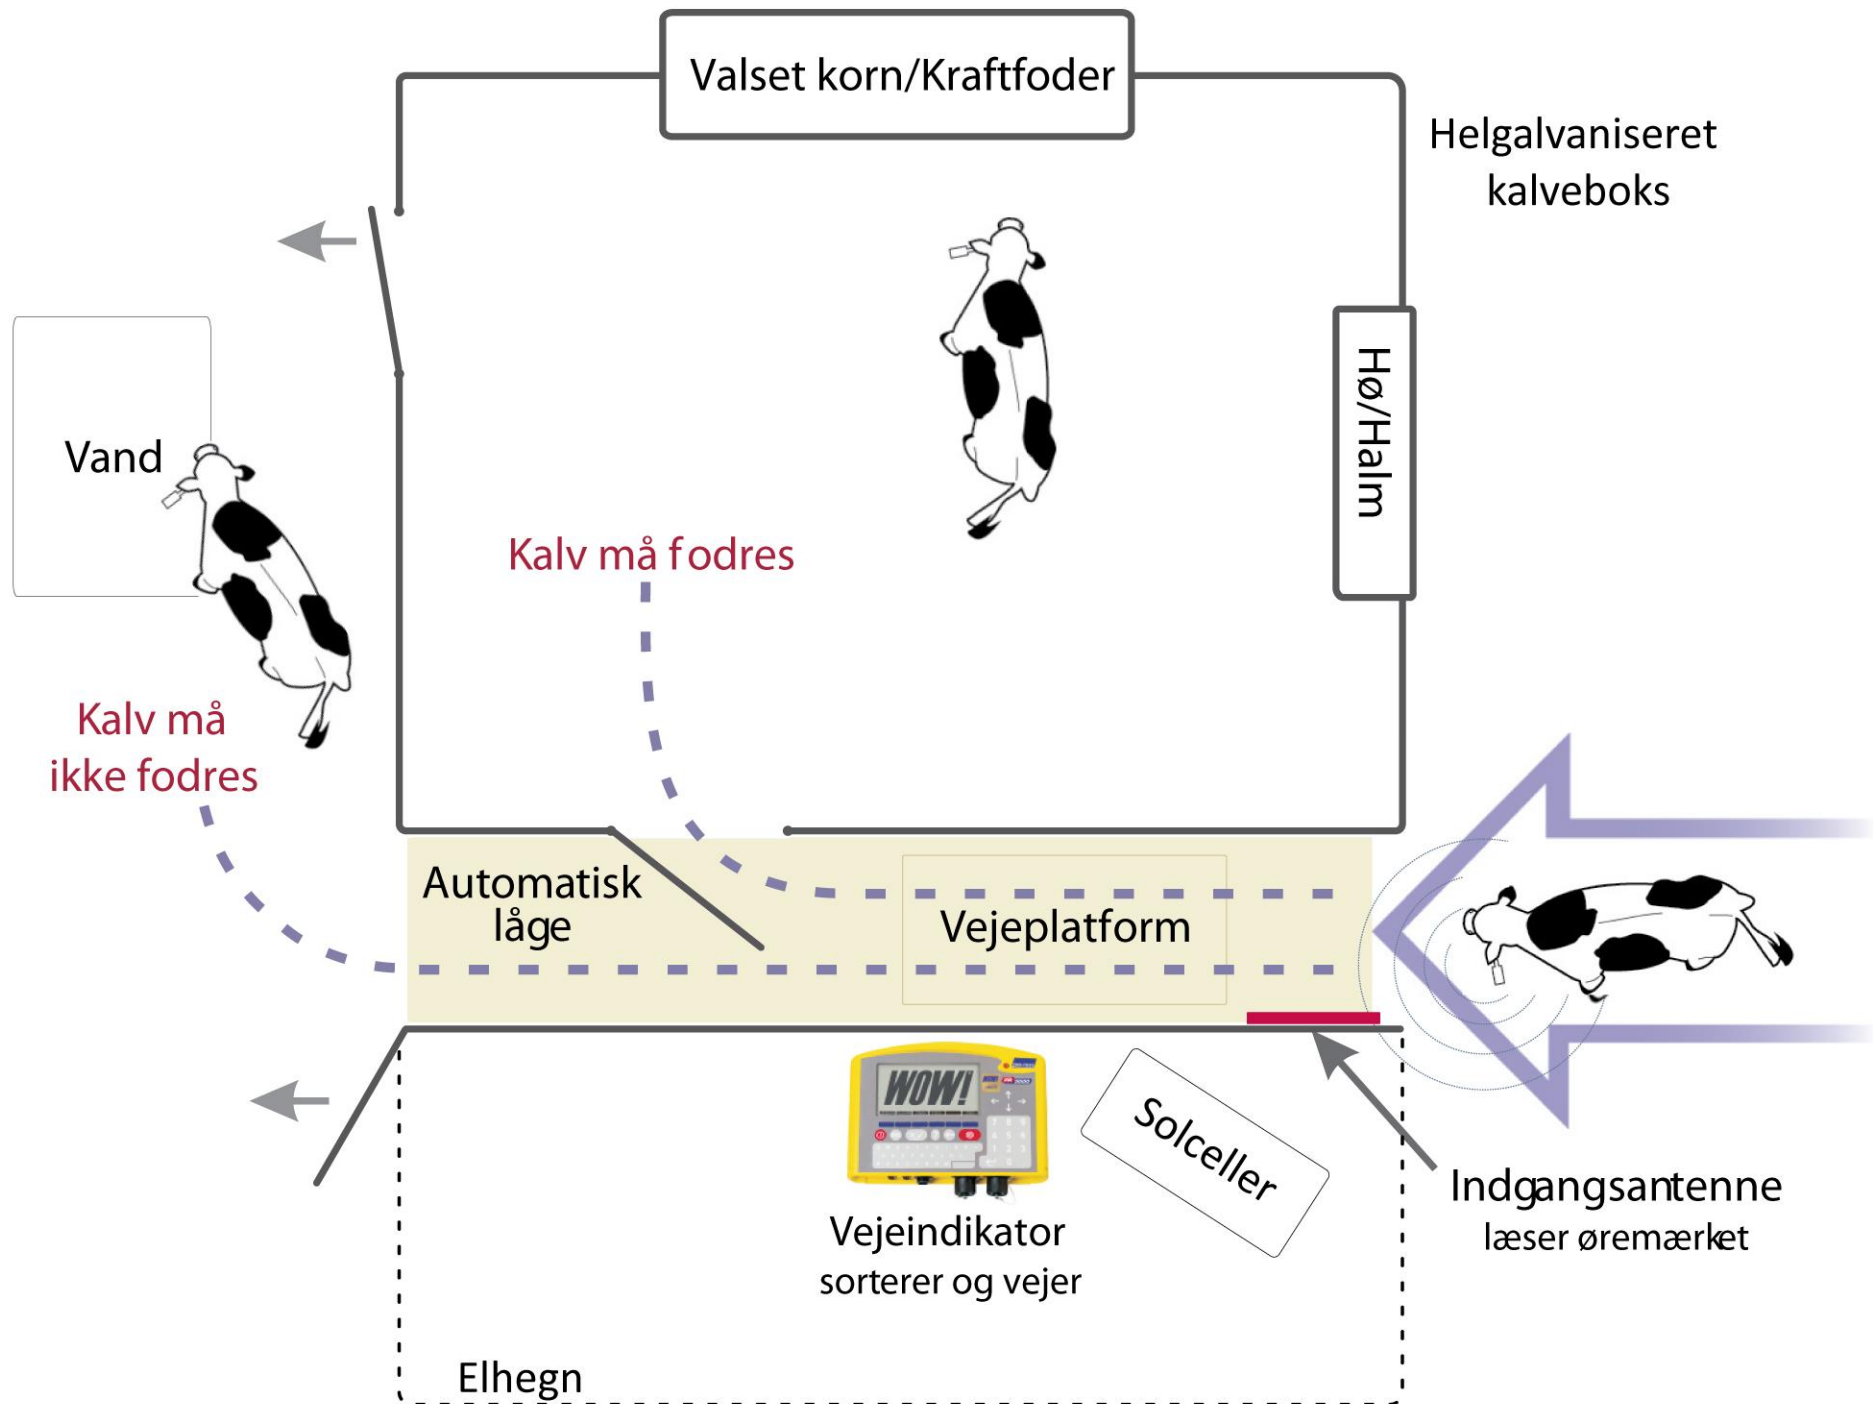 Valset korn/Kraftfoder
Helgalvaniseret
kalveboks
Hø/Halm
Vand
Kalv må fodres
Kalv må
ikke fodres
Automatisk
låge
Vejeplatform
WOW!
Solceller
Indgangsantenne
læser øremærket
Vejeindikator
sorterer og vejer
Elhegn